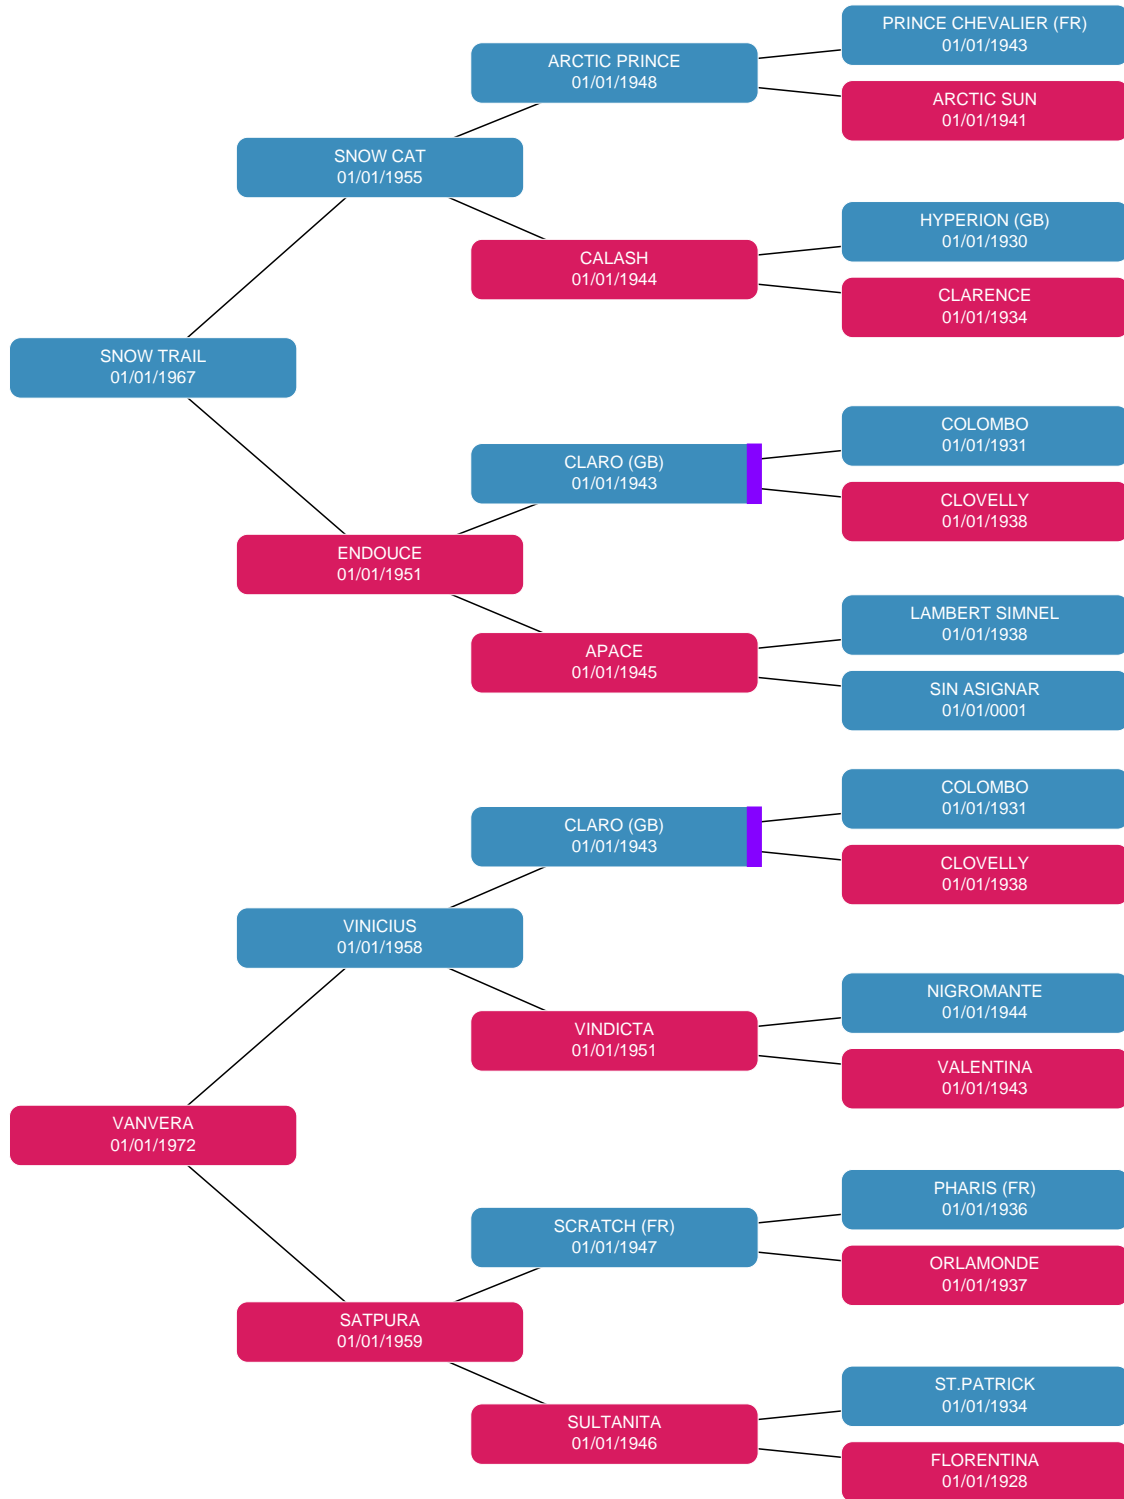 PRINCE CHEVALIER (FR)
01/01/1943
ARCTIC PRINCE
01/01/1948
ARCTIC SUN
01/01/1941
SNOW CAT
01/01/1955
HYPERION (GB)
01/01/1930
CALASH
01/01/1944
CLARENCE
01/01/1934
SNOW TRAIL
01/01/1967
COLOMBO
01/01/1931
CLARO (GB)
01/01/1943
CLOVELLY
01/01/1938
ENDOUCE
01/01/1951
LAMBERT SIMNEL
01/01/1938
APACE
01/01/1945
SIN ASIGNAR
01/01/0001
COLOMBO
01/01/1931
CLARO (GB)
01/01/1943
CLOVELLY
01/01/1938
VINICIUS
01/01/1958
NIGROMANTE
01/01/1944
VINDICTA
01/01/1951
VALENTINA
01/01/1943
VANVERA
01/01/1972
PHARIS (FR)
01/01/1936
SCRATCH (FR)
01/01/1947
ORLAMONDE
01/01/1937
SATPURA
01/01/1959
ST.PATRICK
01/01/1934
SULTANITA
01/01/1946
FLORENTINA
01/01/1928